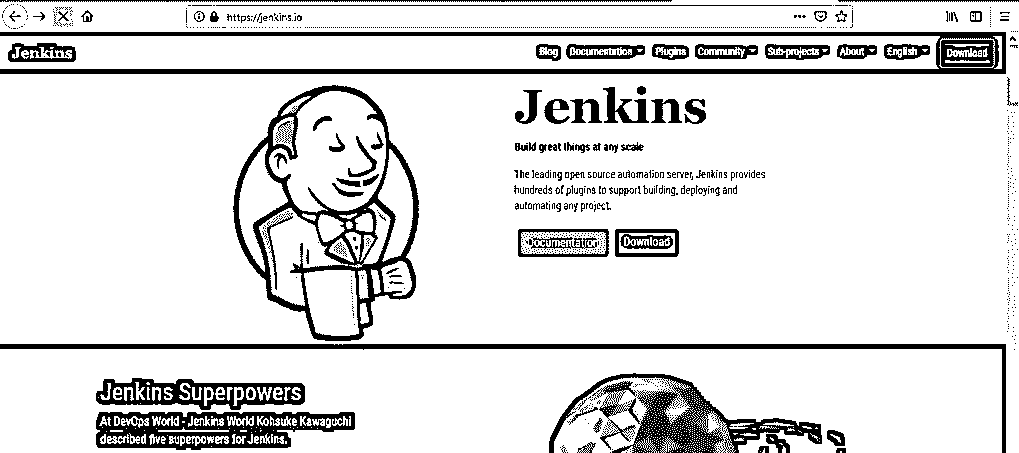 https://jenkins.io
Jenkins
Blog Documentation Plugins Community Sub-projects About English Download
Jenkins
Build great things at any scale
The leading open source automation server, Jenkins provides
hundreds of plugins to support building, deploying and
automating any project.
Documentation Download
Jenkins Superpowers
At DevOps World - Jenkins World Kohsuke Kawaguchi
described five superpowers for Jenkins.